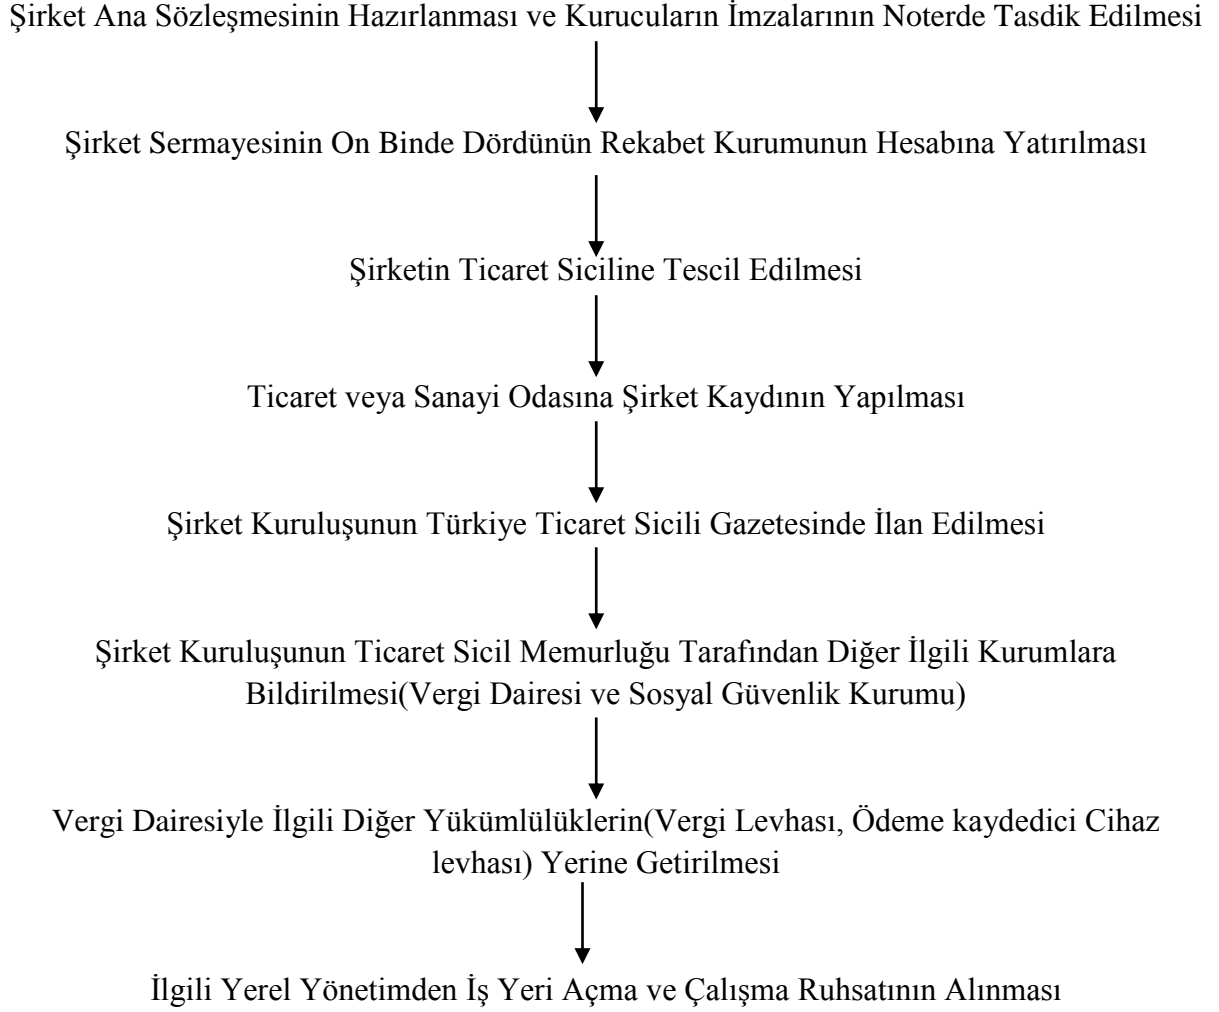 Şirket Ana Sözleşmesinin Hazırlanması ve Kurucuların İmzalarının Noterde Tasdik Edilmesi
Şirket Sermayesinin On Binde Dördünün Rekabet Kurumunun Hesabına Yatırılması
Şirketin Ticaret Siciline Tescil Edilmesi
Ticaret veya Sanayi Odasına Şirket Kaydının Yapılması
Şirket Kuruluşunun Türkiye Ticaret Sicili Gazetesinde İlan Edilmesi
Şirket Kuruluşunun Ticaret Sicil Memurluğu Tarafından Diğer İlgili Kurumlara
Bildirilmesi(Vergi Dairesi ve Sosyal Güvenlik Kurumu)
Vergi Dairesiyle İlgili Diğer Yükümlülüklerin(Vergi Levhası, Ödeme kaydedici Cihaz
levhası) Yerine Getirilmesi
İlgili Yerel Yönetimden İş Yeri Açma ve Çalışma Ruhsatının Alınması